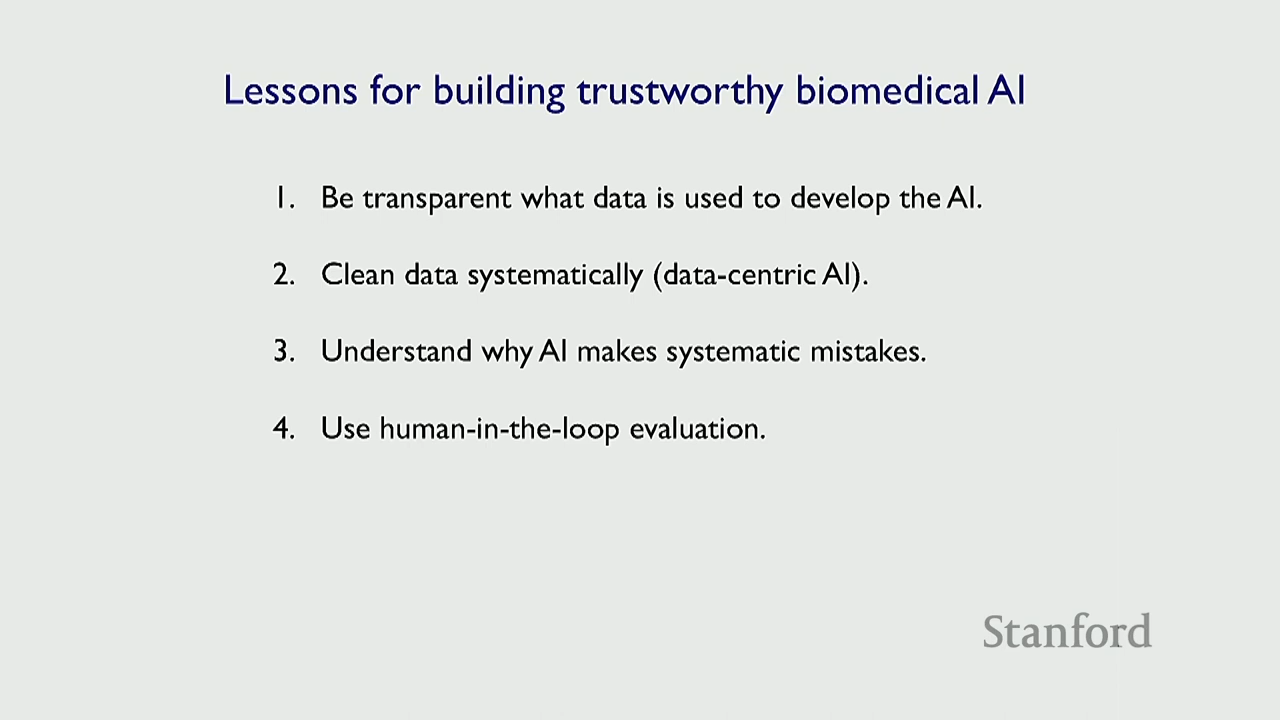 Lessons for building trustworthy biomedical AI
1. Be transparent what data is used to develop the AI.
2. Clean data systematically (data-centric AI).
3. Understand why AI makes systematic mistakes.
4. Use human-in-the-loop evaluation.
Stanford